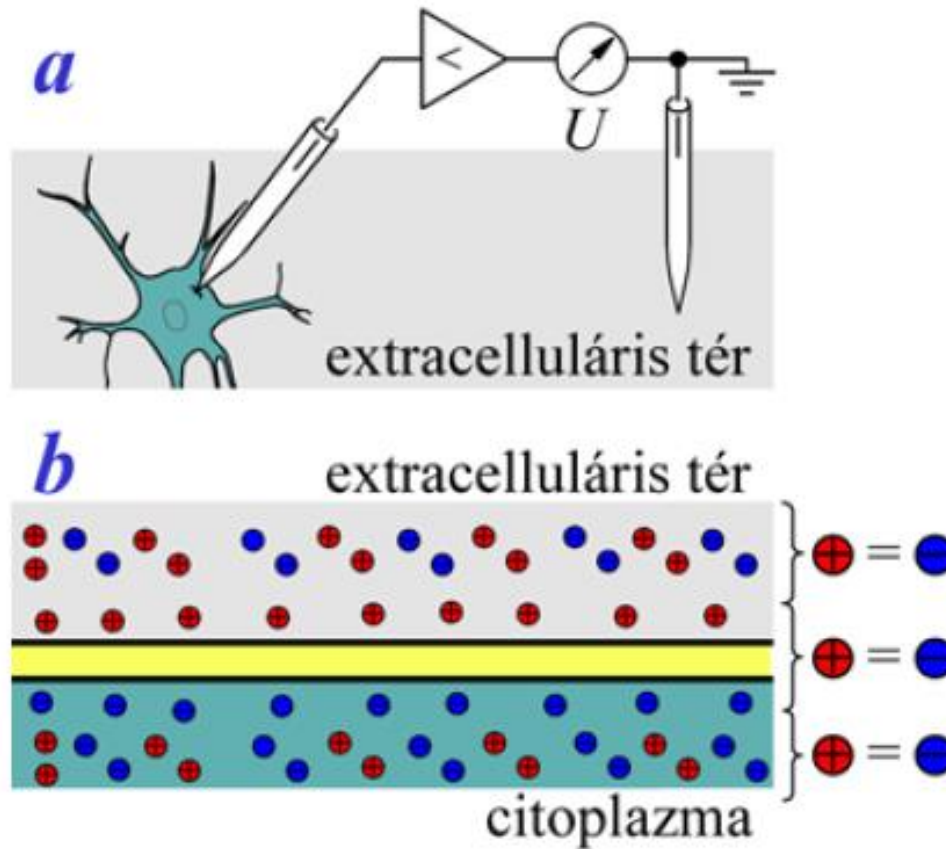 a
<
U
extracelluláris tér
b
extracelluláris tér
+ = −
+ = −
+ = −
citoplazma